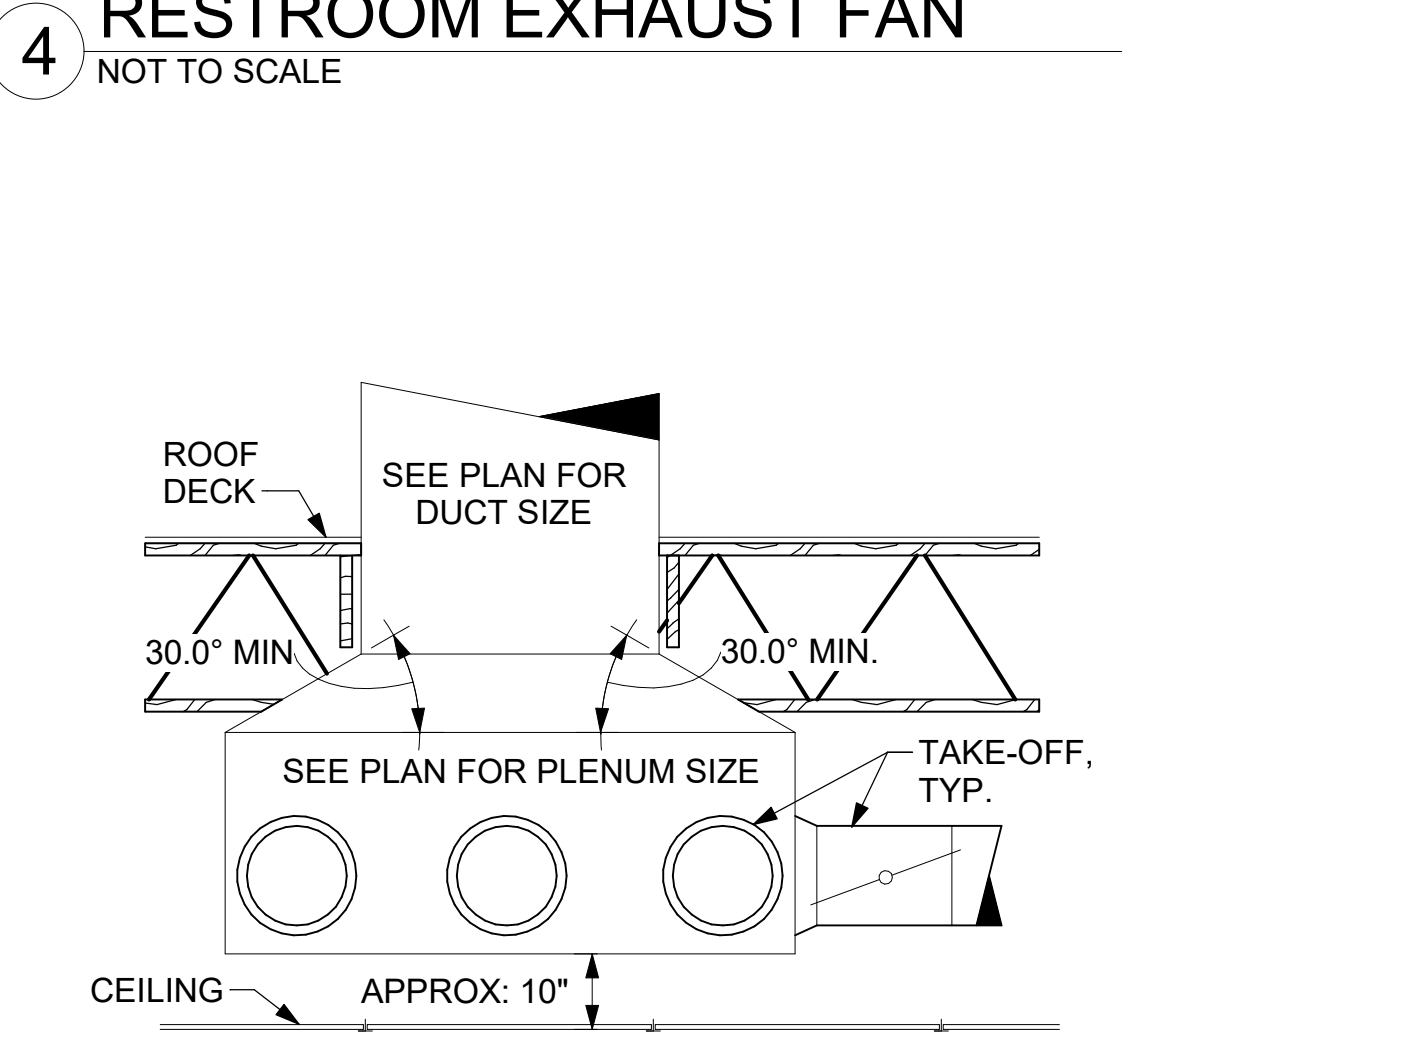 4
RESTROOM EXHAUST FAN
NOT TO SCALE
ROOF
DECK
SEE PLAN FOR
DUCT SIZE
30.0° MIN
30.0° MIN.
SEE PLAN FOR PLENUM SIZE
TAKE-OFF,
TYP.
CEILING
APPROX: 10"